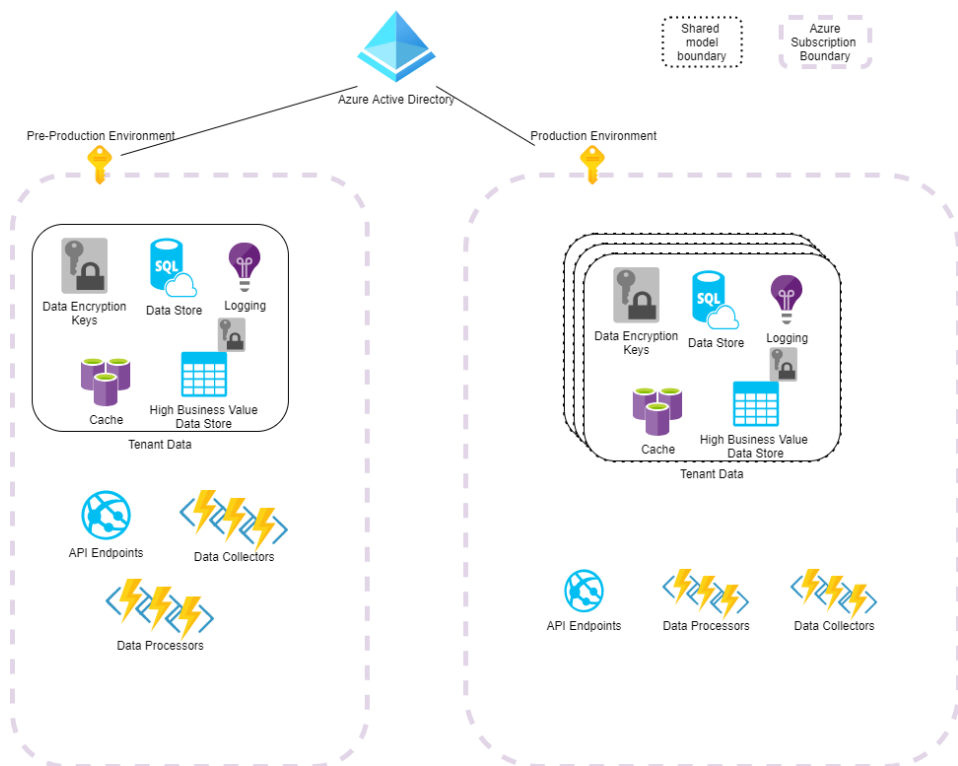 Shared
model
boundary
Azure
Subscription
Boundary
Azure Active Directory
Pre-Production Environment
Production Environment
SQL
Data Encryption
Keys
Data Store
Logging
Cache
High Business Value
Data Store
Tenant Data
API Endpoints
Data Collectors
Data Processors
SQL
Data Encryption
Keys
Data Store
Logging
Cache
High Business Value
Data Store
Tenant Data
API Endpoints
Data Processors
Data Collectors